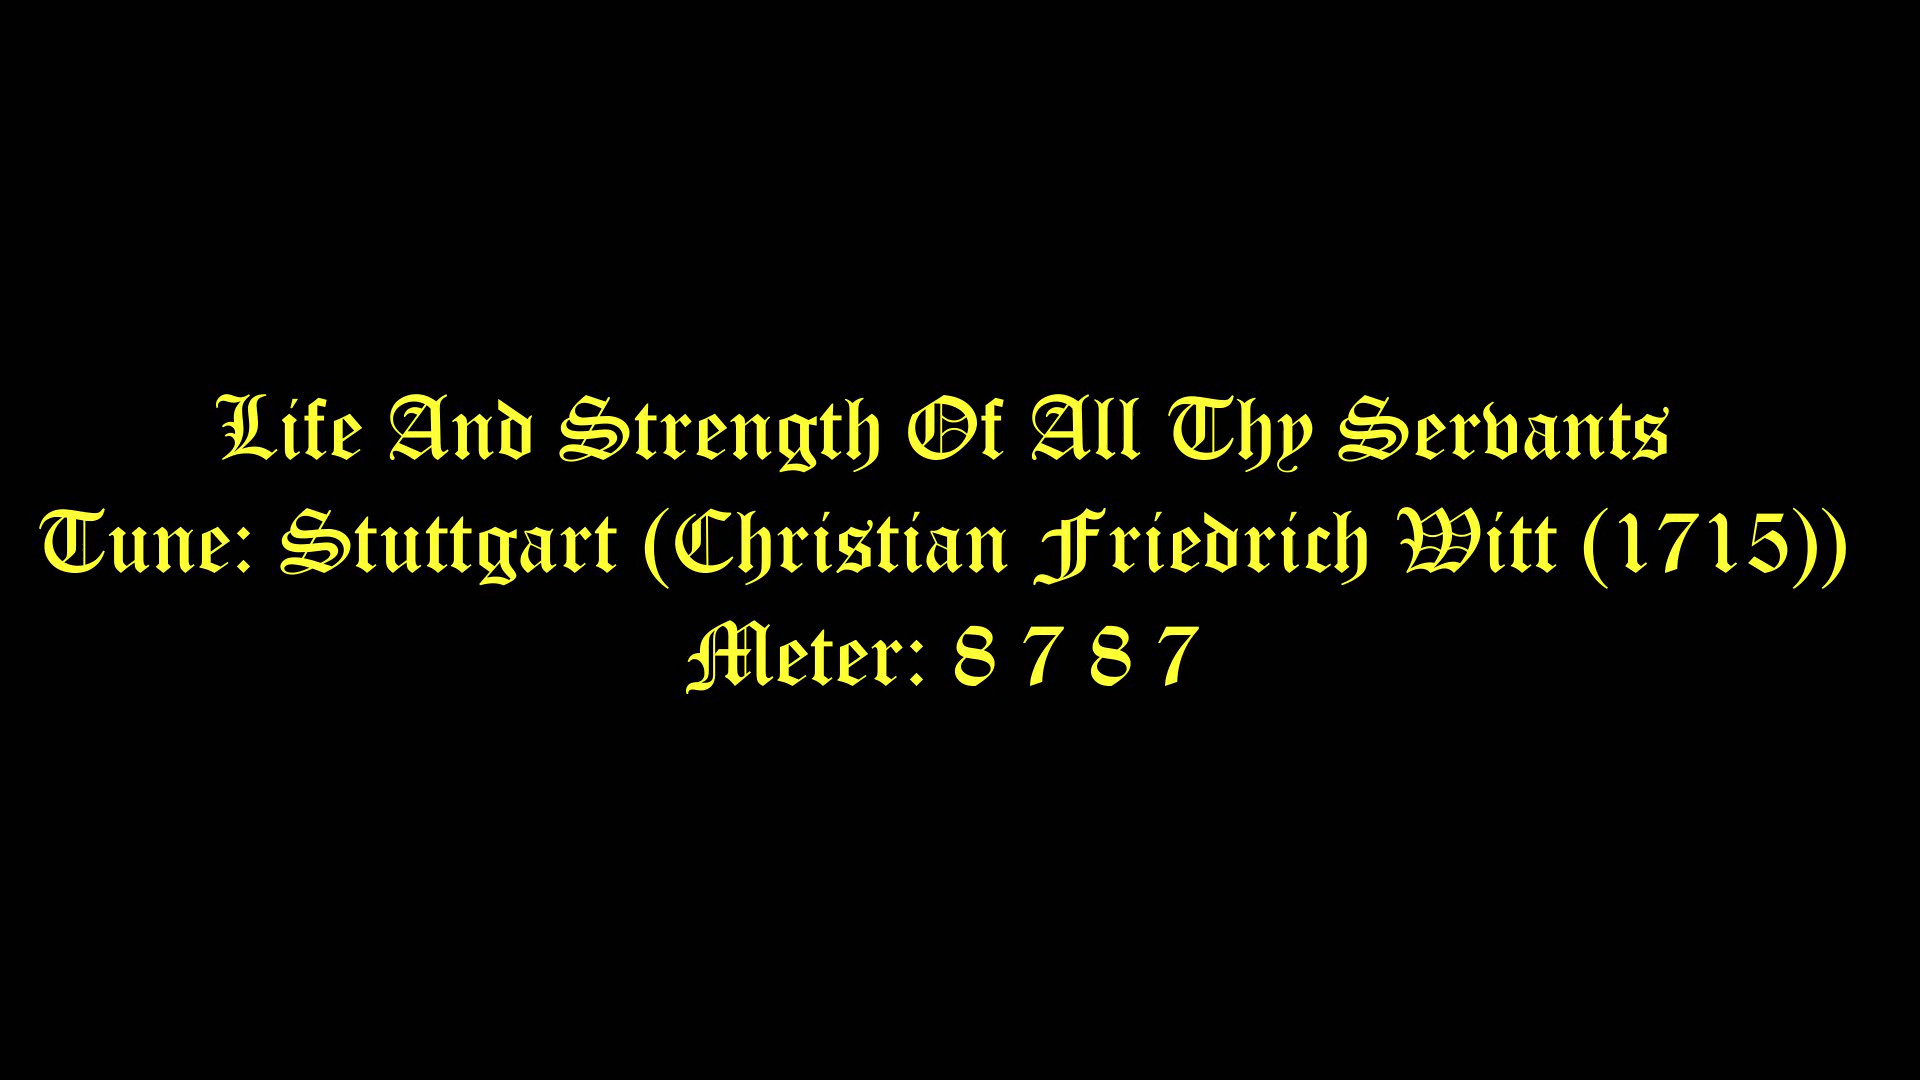 Life And Strength Of All Thy Servants
Tune: Stuttgart (Christian Friedrich Witt (1715))
Meter: 8 7 8 7